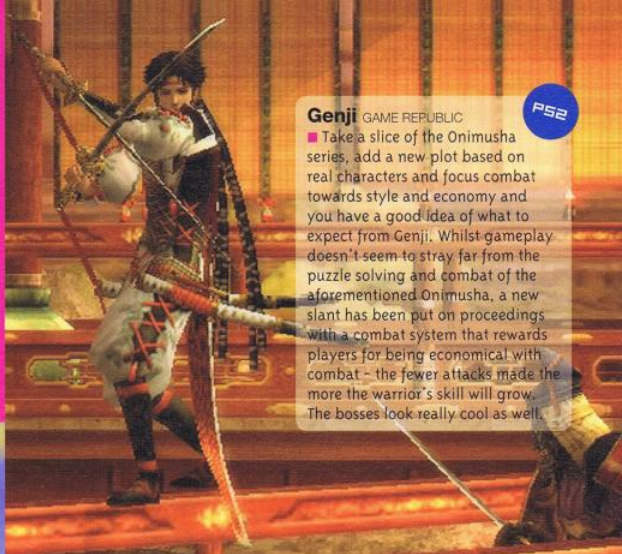 Genji GAME REPUBLIC
PS2
■ Take a slice of the Onimusha
series, add a new plot based on
real characters and focus combat
towards style and economy and
you have a good idea of what to
expect from Genji. Whilst gameplay
doesn't seem to stray far from the
puzzle solving and combat of the
aforementioned Onimusha, a new
slant has been put on proceedings
with a combat system that rewards
players for being economical with
combat – the fewer attacks made the
more the warrior's skill will grow.
The bosses look really cool as well.